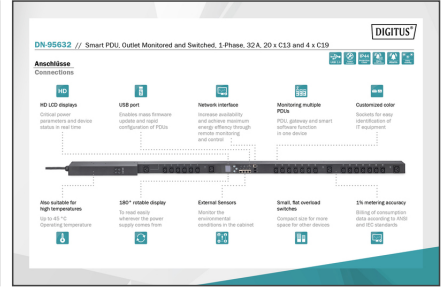 DIGITUS®
DN-95632 // Smart PDU, Outlet Monitored and Switched, 1-Phase, 32 A, 20 x C13 and 4 x C19
Anschlüsse
Connections
HD
HD LCD displays
Critical power
parameters and device
status in real time
USB port
Enables mass firmware
update and rapid
configuration of PDUs
Network interface
Increase availability
and achieve maximum
energy effieny through
remote monitoring
and control
Monitoring multiple
PDUs
PDU, gateway and smart
software function
in one device
Customized color
Sockets for easy
identification of
IT equipment
Also suitable for
high temperatures
Up to 45 °C
Operating temperature
180° rotable display
To read easily
wherever the power
supply comes from
External Sensors
Monitor the
environmental
conditions in the cabinet
Small, flat overload
switches
Compact size for more
space for other devices
1% metering accuracy
Billing of consumption
data according to ANSI
and IEC standards